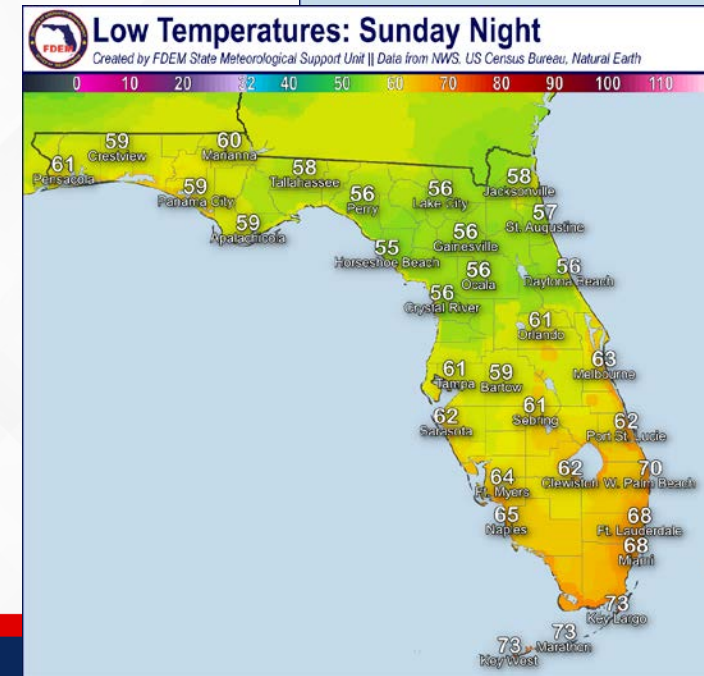 FDEM
Low Temperatures: Sunday Night
Created by FDEM State Meteorological Support Unit || Data from NWS. US Census Bureau, Natural Earth
0 10 20 32 40 50 60 70 80 90 100 110
59
Crestview
60
Marianna
61
Pensacola
58
Tallahassee
59
Panama City
56
Perry
56
Lake City
58
Jacksonville
59
Apalachicola
57
St. Augustine
56
Gainesville
55
Horseshoe Beach
56
Ocala
56
Daytona Beach
56
Crystal River
61
Orlando
63
Melbourne
61
Tampa
59
Bartow
61
Sebring
62
Sarasota
62
Port St. Lucie
64
Ft. Myers
62
Clewiston
70
W. Palm Beach
65
Naples
68
Ft. Lauderdale
68
Miami
73
Key Largo
73
Marathon
73
Key West